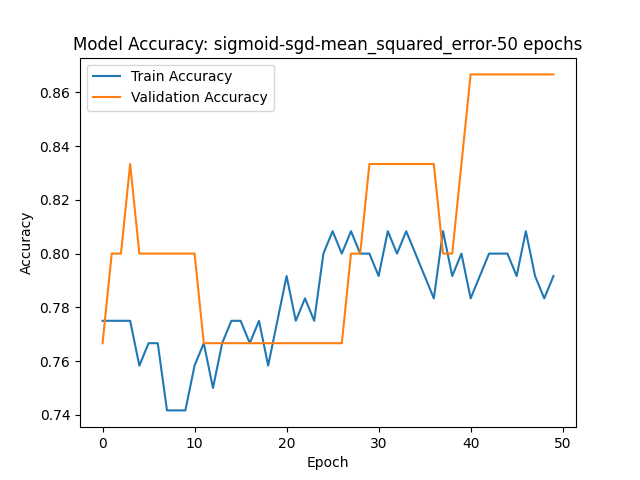 Model Accuracy: sigmoid-sgd-mean_squared_error-50 epochs
Train Accuracy
Validation Accuracy
0.86
0.84
0.82
0.80
0.78
0.76
0.74
Accuracy
0 10 20 30 40 50
Epoch